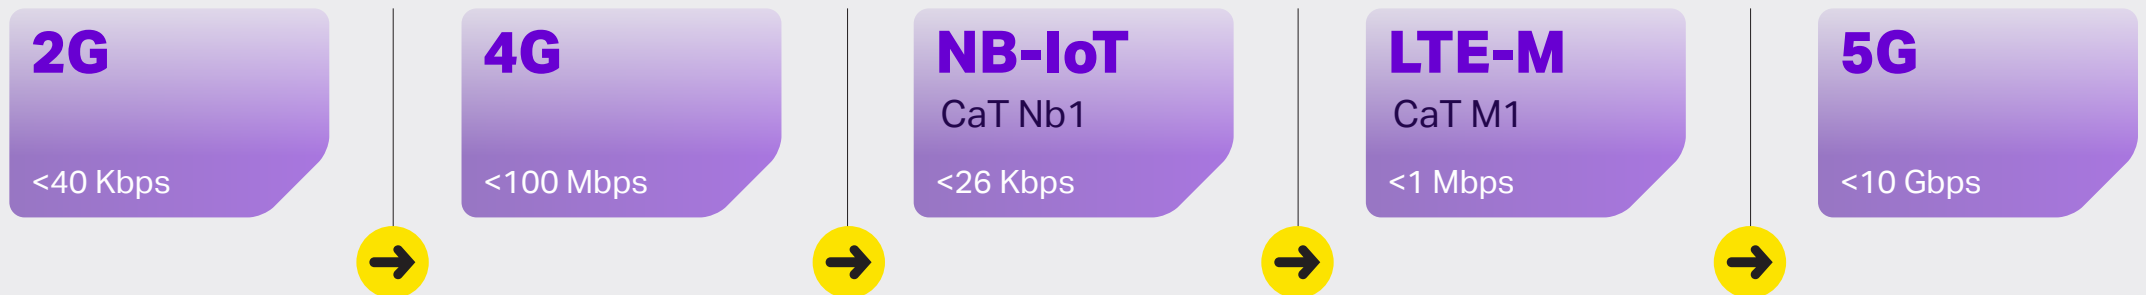 2G
<40 Kbps
4G
<100 Mbps
NB-IoT
CaT Nb1
<26 Kbps
LTE-M
CaT M1
<1 Mbps
5G
<10 Gbps